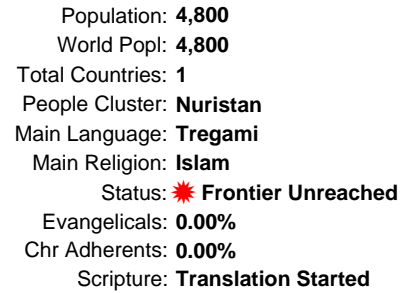 Population: 4,800
World Popl: 4,800
Total Countries: 1
People Cluster: Nuristan
Main Language: Tregami
Main Religion: Islam
Status: Frontier Unreached
Evangelicals: 0.00%
Chr Adherents: 0.00%
Scripture: Translation Started